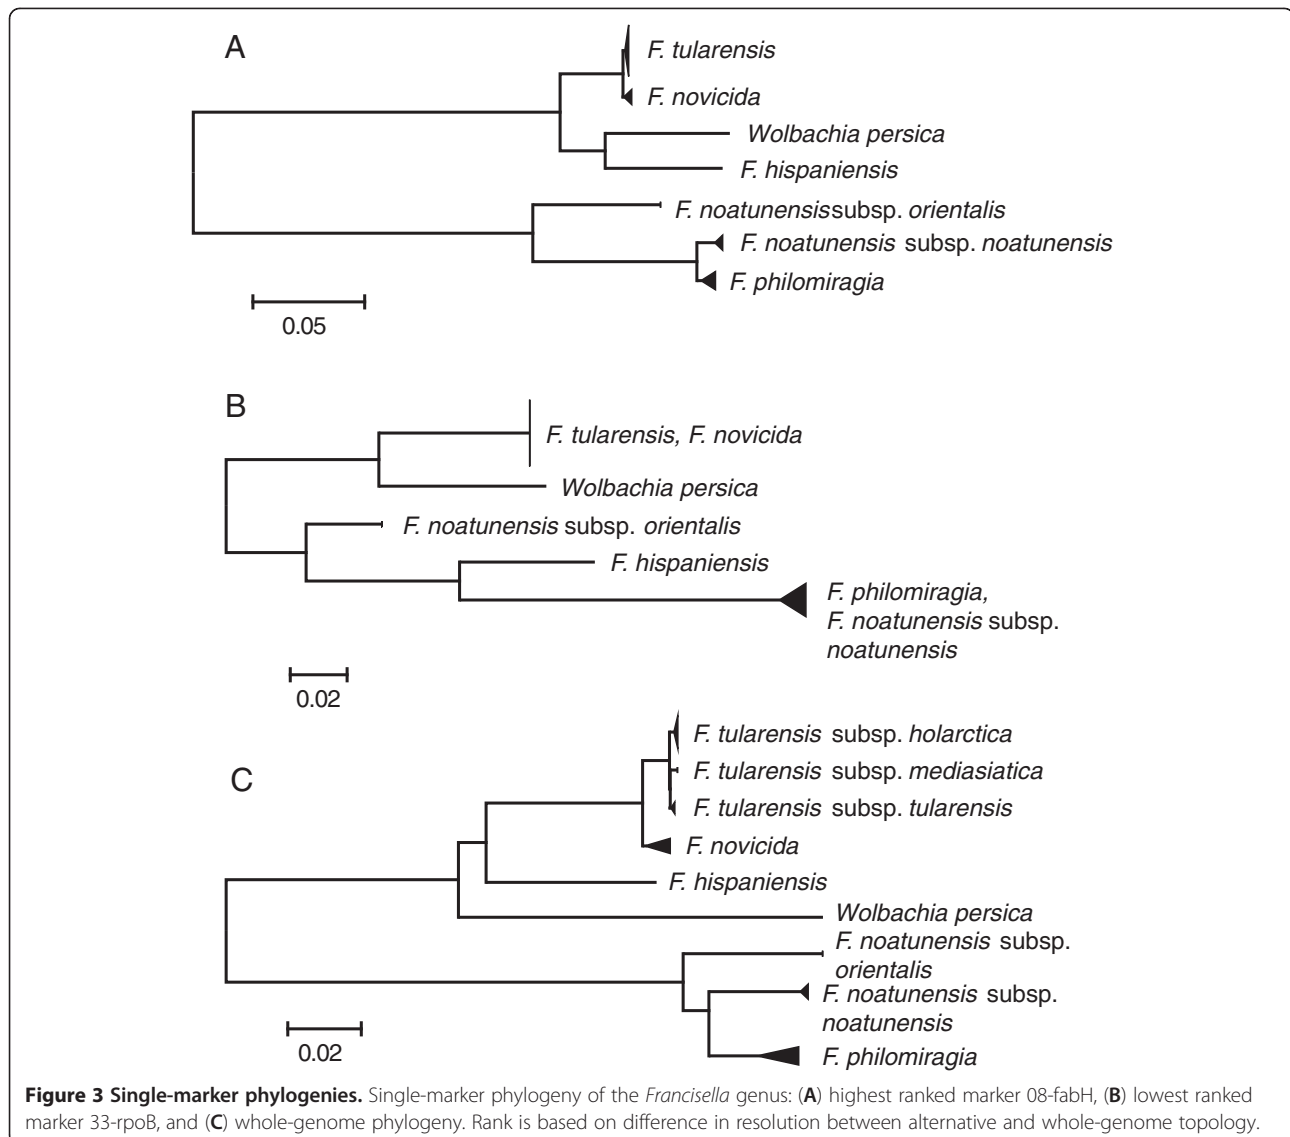 A
F. tularensis
F. novicida
Wolbachia persica
F. hispaniensis
F. noatunensissubsp. orientalis
F. noatunensis subsp. noatunensis
F. philomiragia
0.05
B
F. tularensis, F. novicida
Wolbachia persica
F. noatunensis subsp. orientalis
F. hispaniensis
F. philomiragia,
F. noatunensis subsp.
noatunensis
0.02
C
F. tularensis subsp. holarctica
F. tularensis subsp. mediasiatica
F. tularensis subsp. tularensis
F. novicida
F. hispaniensis
Wolbachia persica
F. noatunensis subsp.
orientalis
F. noatunensis subsp.
noatunensis
F. philomiragia
0.02
Figure 3 Single-marker phylogenies. Single-marker phylogeny of the Francisella genus: (A) highest ranked marker 08-fabH, (B) lowest ranked
marker 33-rpoB, and (C) whole-genome phylogeny. Rank is based on difference in resolution between alternative and whole-genome topology.